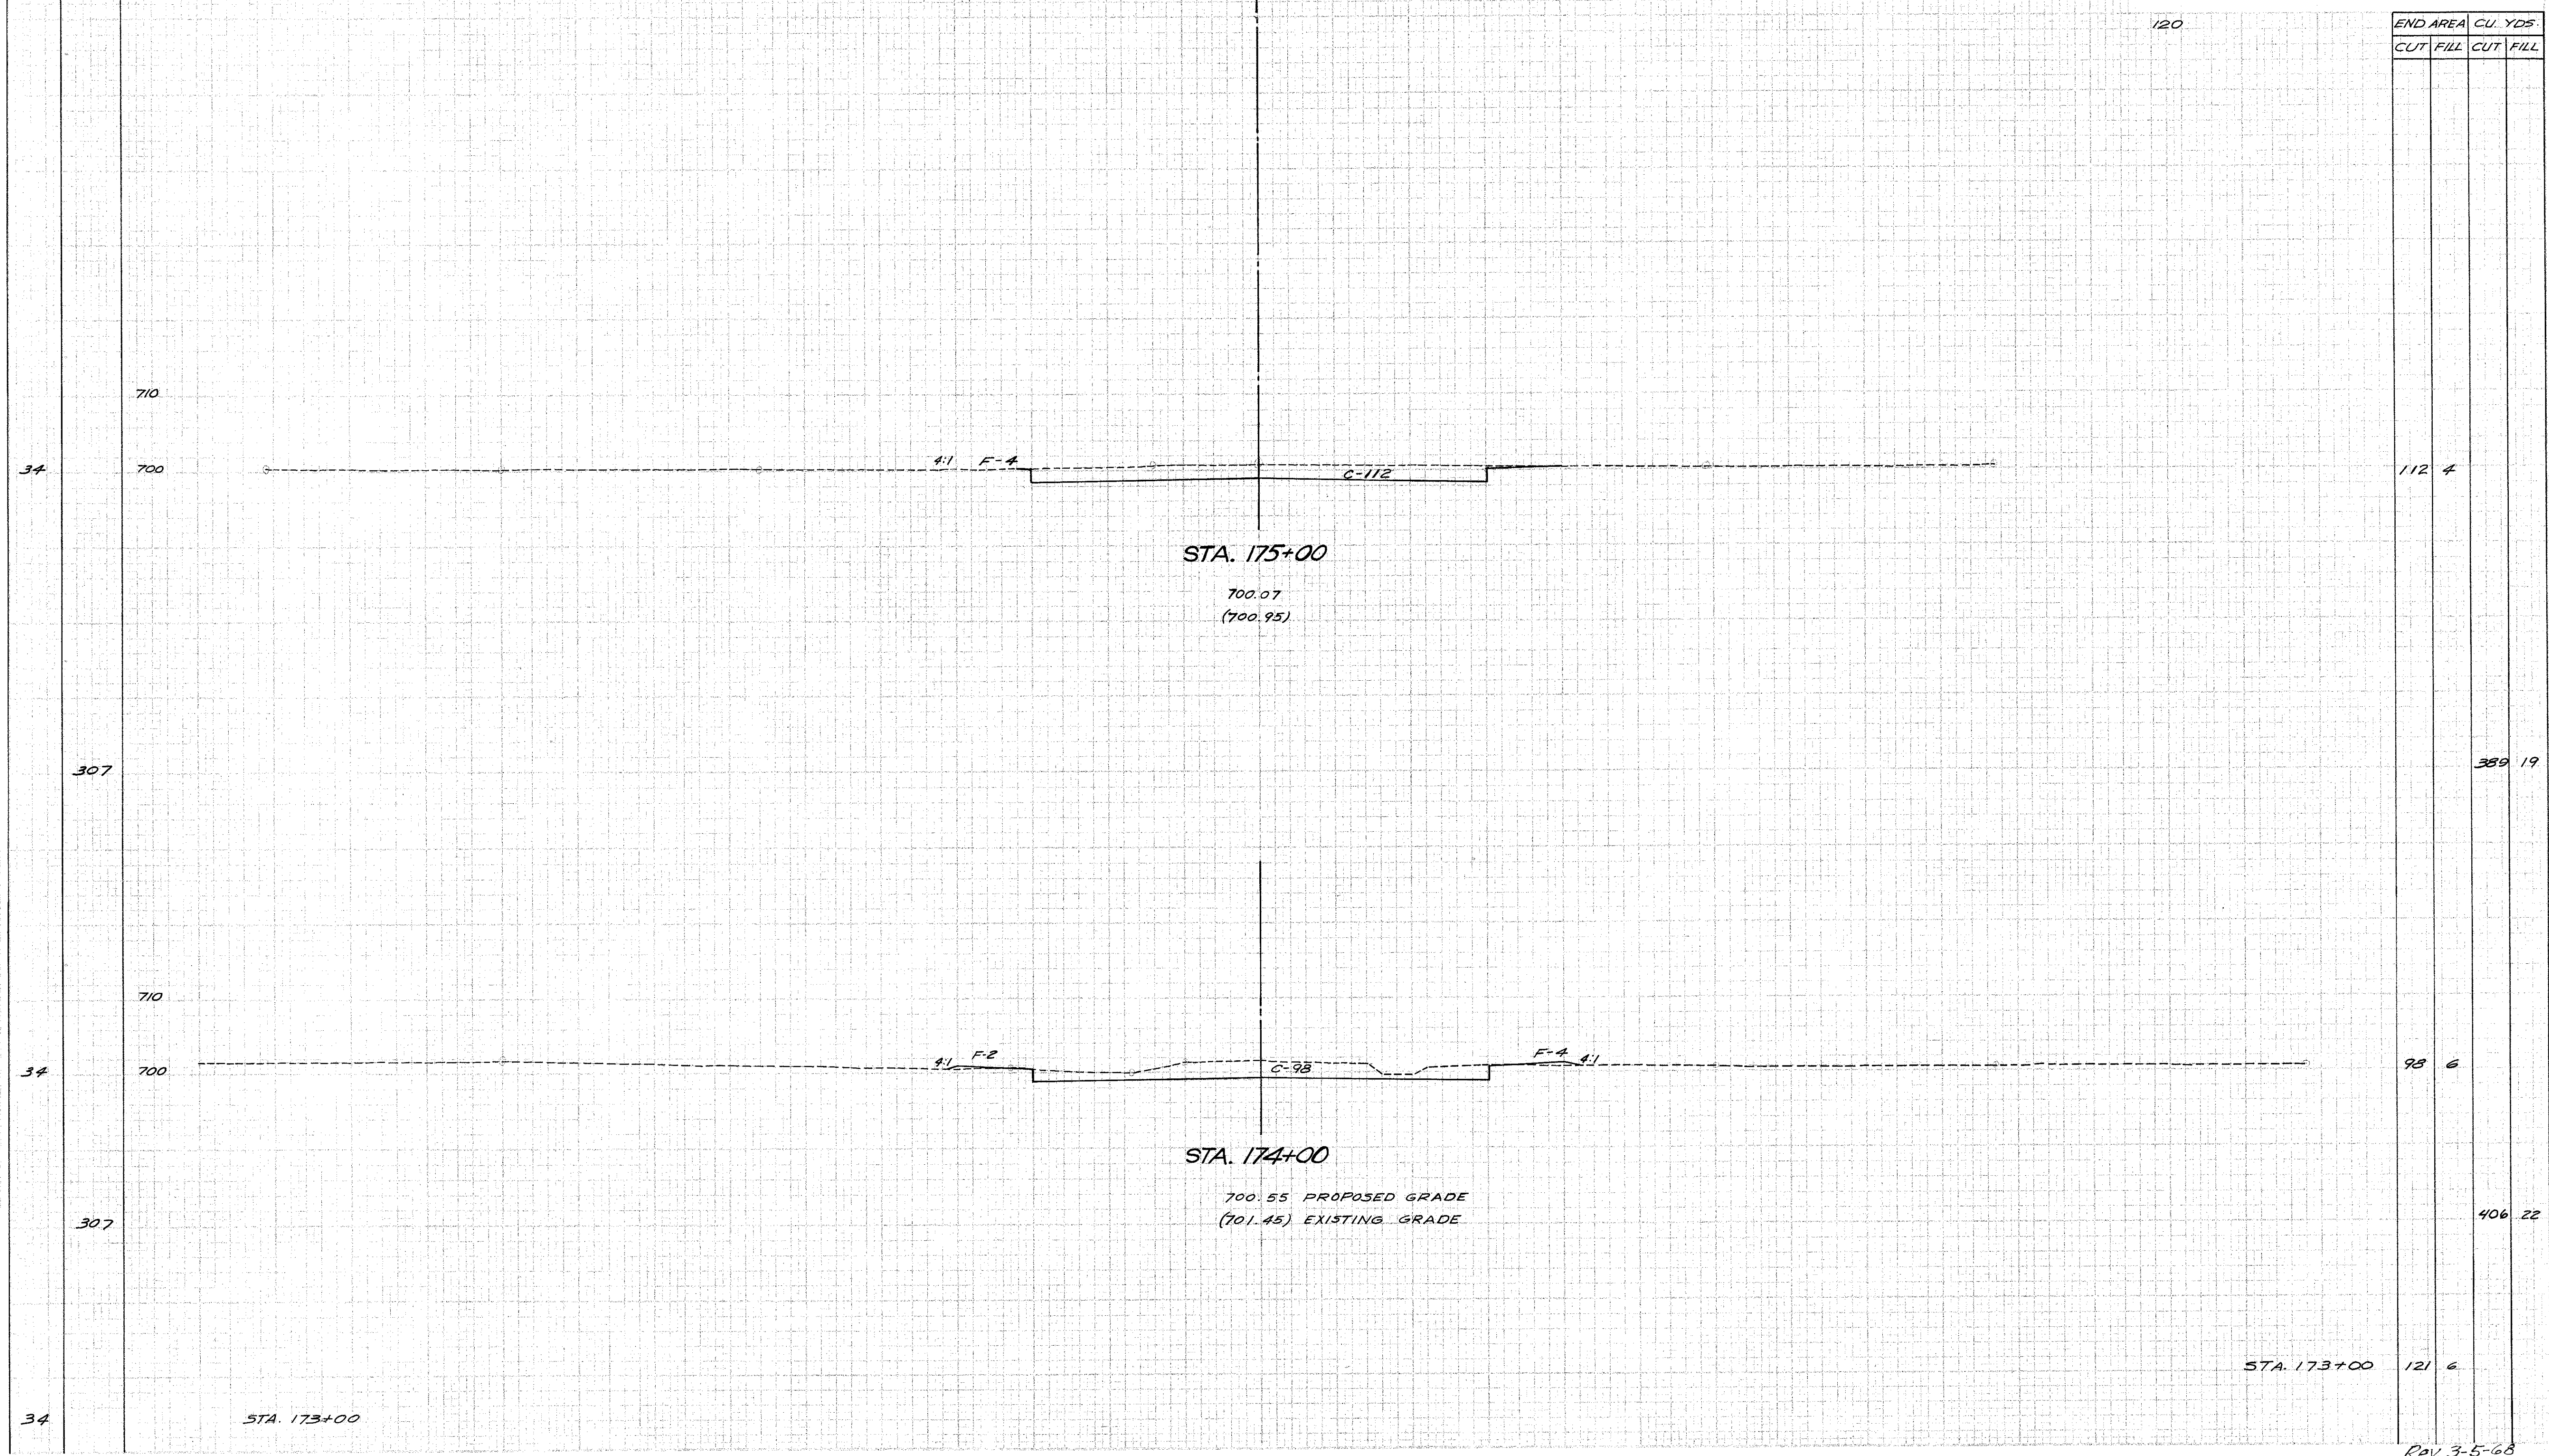 120
END AREA CU. YDS.
CUT FILL CUT FILL
710
34 700 4:1 F-4 C-112 112 4
STA. 175+00
700.07
(700.95)
307 389 19
710
34 700 4:1 F-2 C-98 F-4 4:1 98 6
STA. 174+00
700.55 PROPOSED GRADE
(701.45) EXISTING GRADE
307 406 22
STA. 173+00 121 6
34 STA. 173+00
Rev 3-5-68